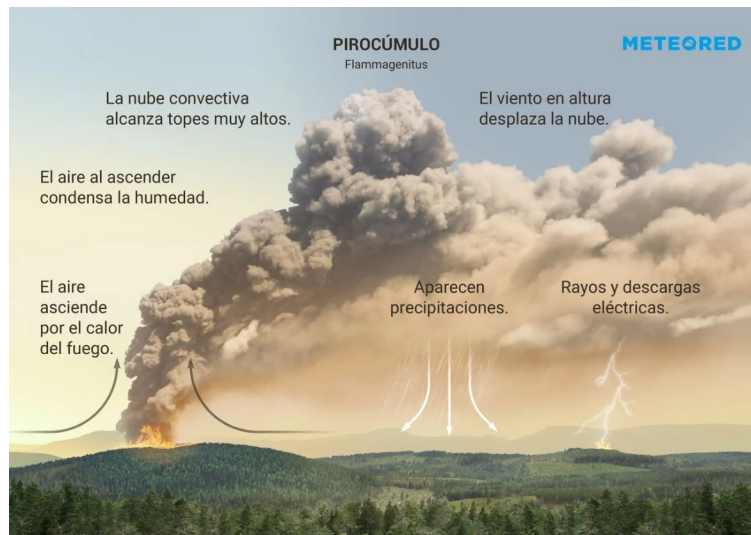 PIROCÚMULO
Flammagenitus
METEORED
La nube convectiva
alcanza topes muy altos.
El viento en altura
desplaza la nube.
El aire al ascender
condensa la humedad.
El aire
asciende
por el calor
del fuego.
Aparecen
precipitaciones.
Rayos y descargas
eléctricas.